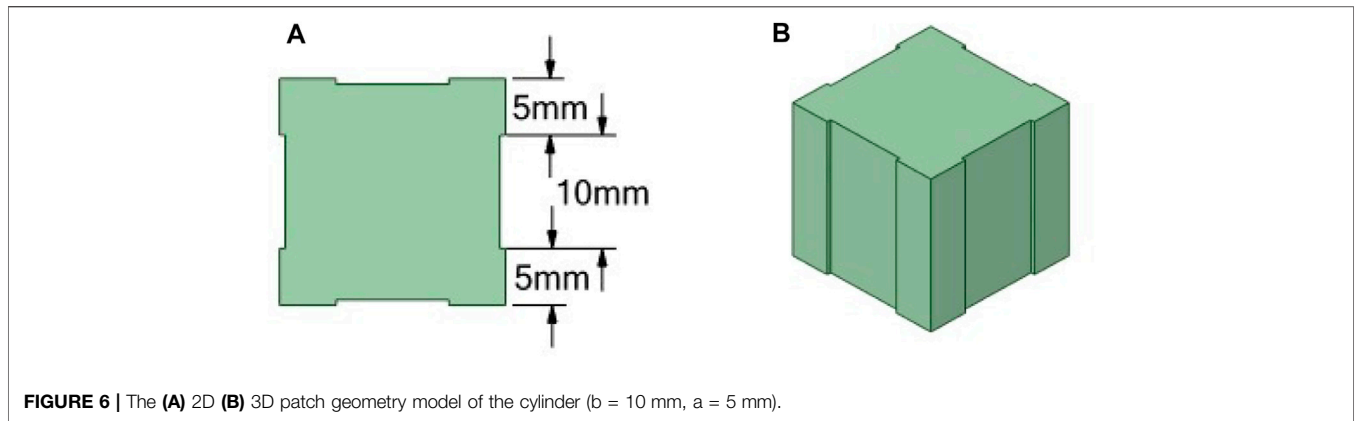 A
B
5mm
10mm
5mm
FIGURE 6 | The (A) 2D (B) 3D patch geometry model of the cylinder (b = 10 mm, a = 5 mm).